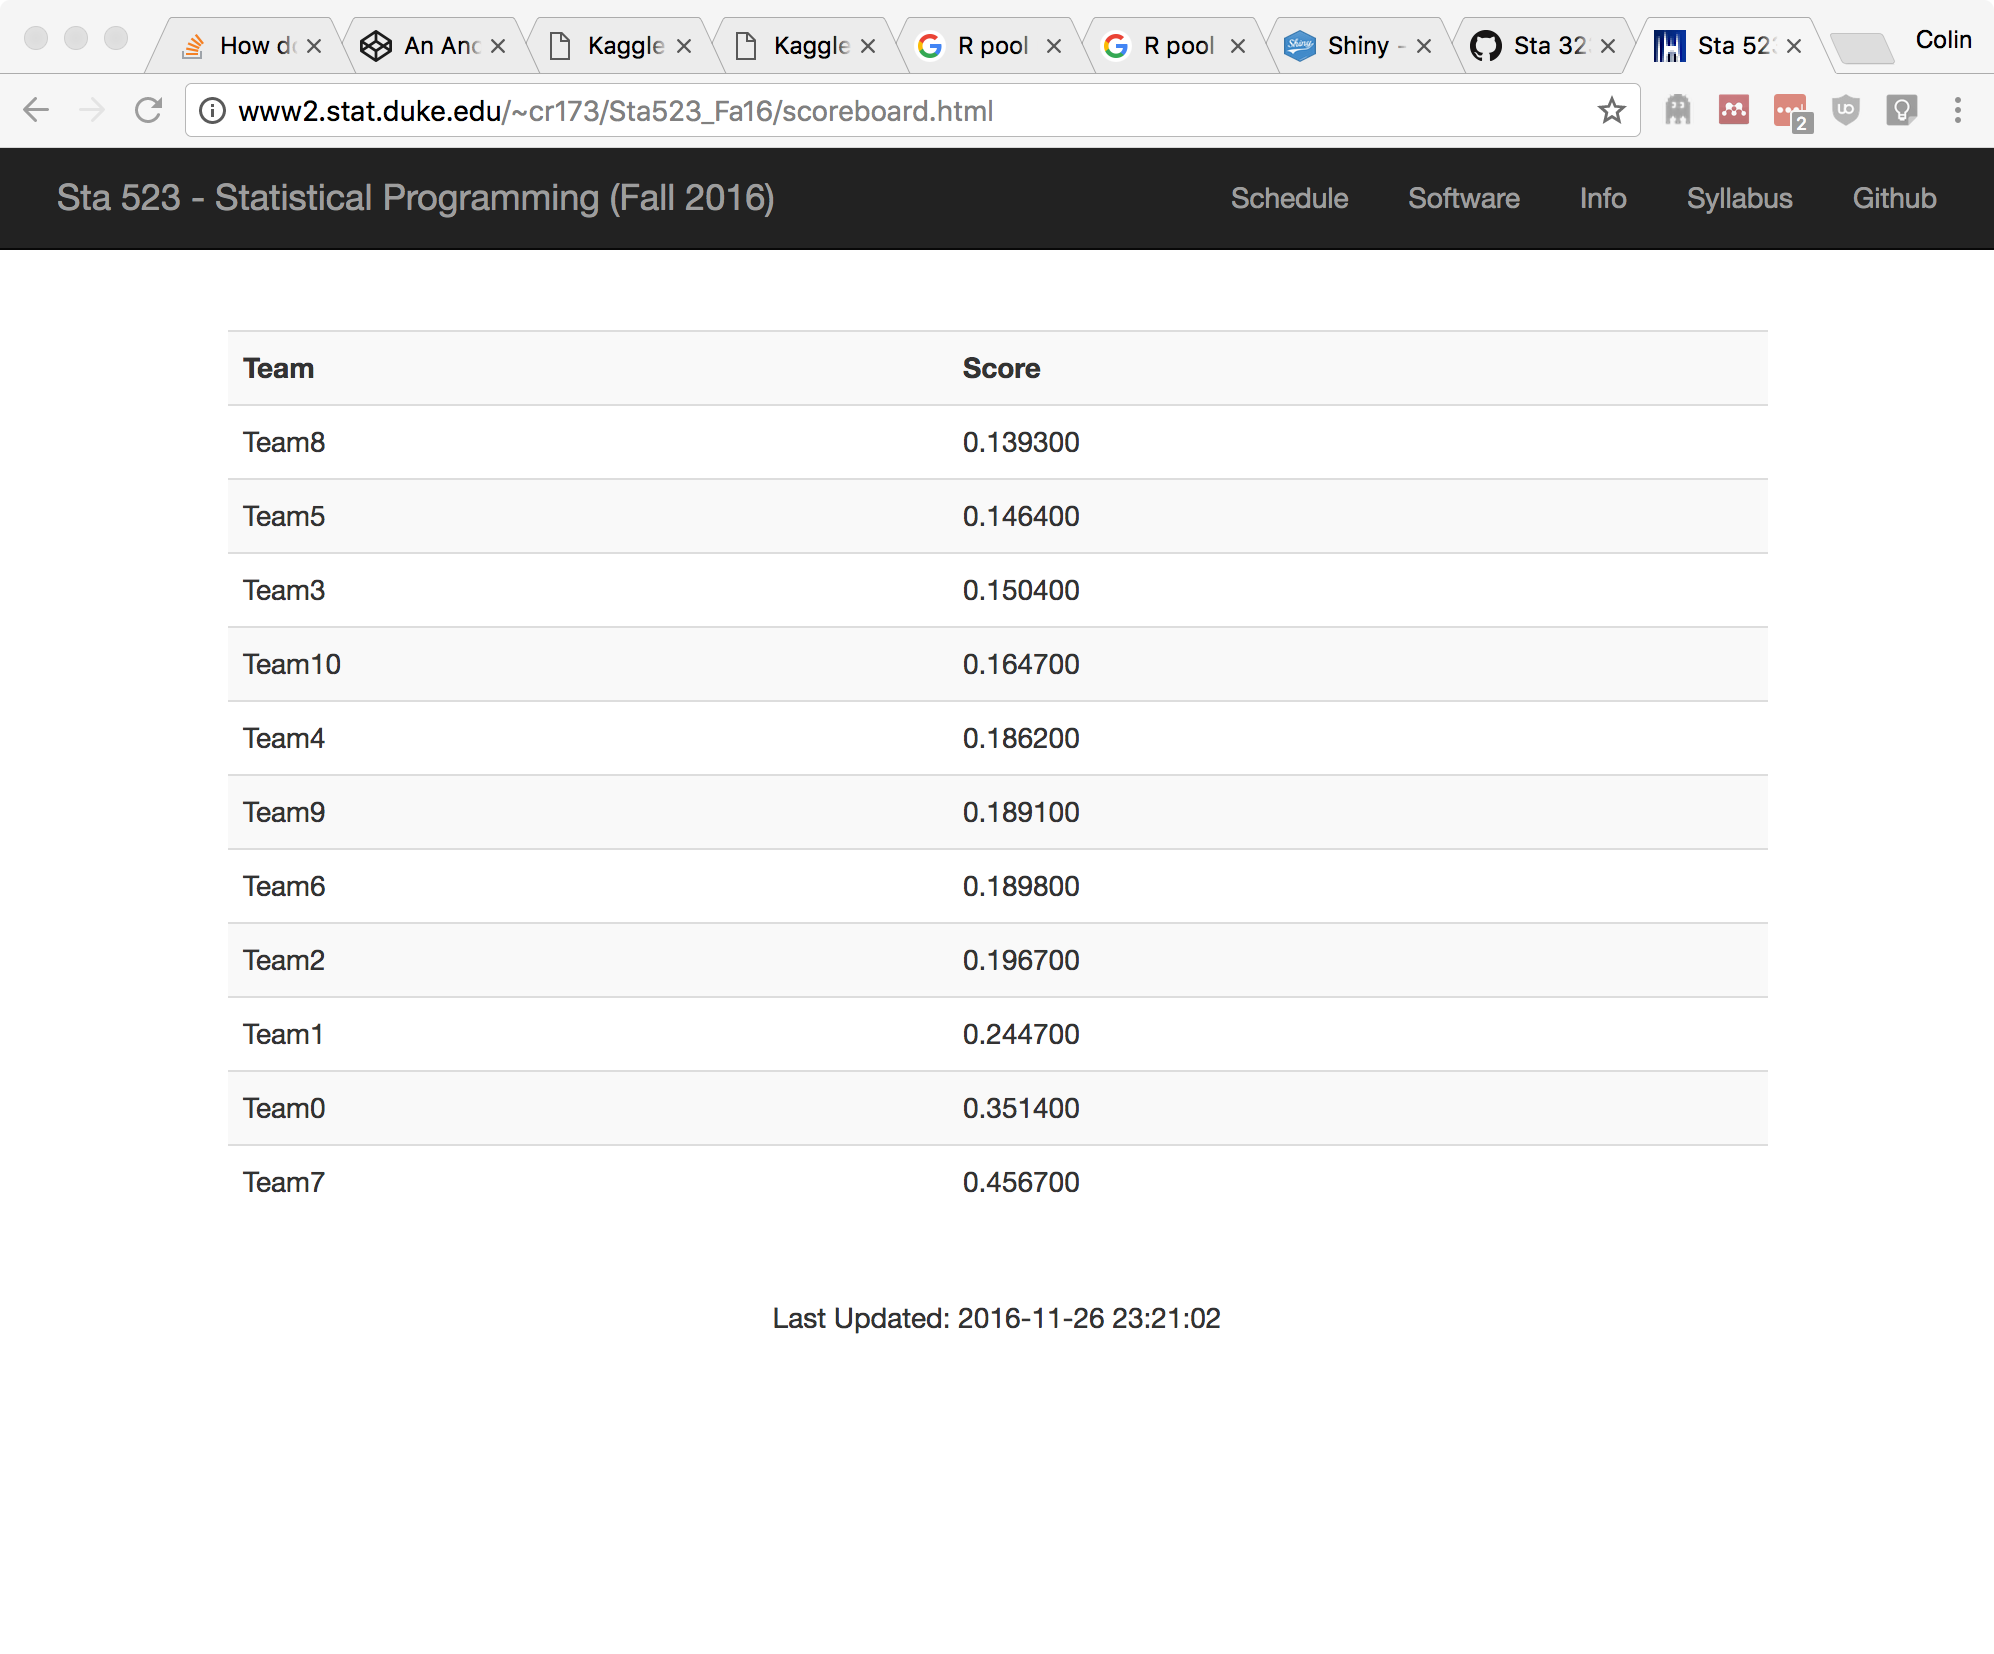 How do
An And
Kaggle
Kaggle
R pool
R pool
Shiny -
Sta 323
Sta 523
Colin
www2.stat.duke.edu/~cr173/Sta523_Fa16/scoreboard.html
2
Sta 523 - Statistical Programming (Fall 2016)
Schedule
Software
Info
Syllabus
Github
Team Score
Team8 0.139300
Team5 0.146400
Team3 0.150400
Team10 0.164700
Team4 0.186200
Team9 0.189100
Team6 0.189800
Team2 0.196700
Team1 0.244700
Team0 0.351400
Team7 0.456700
Last Updated: 2016-11-26 23:21:02